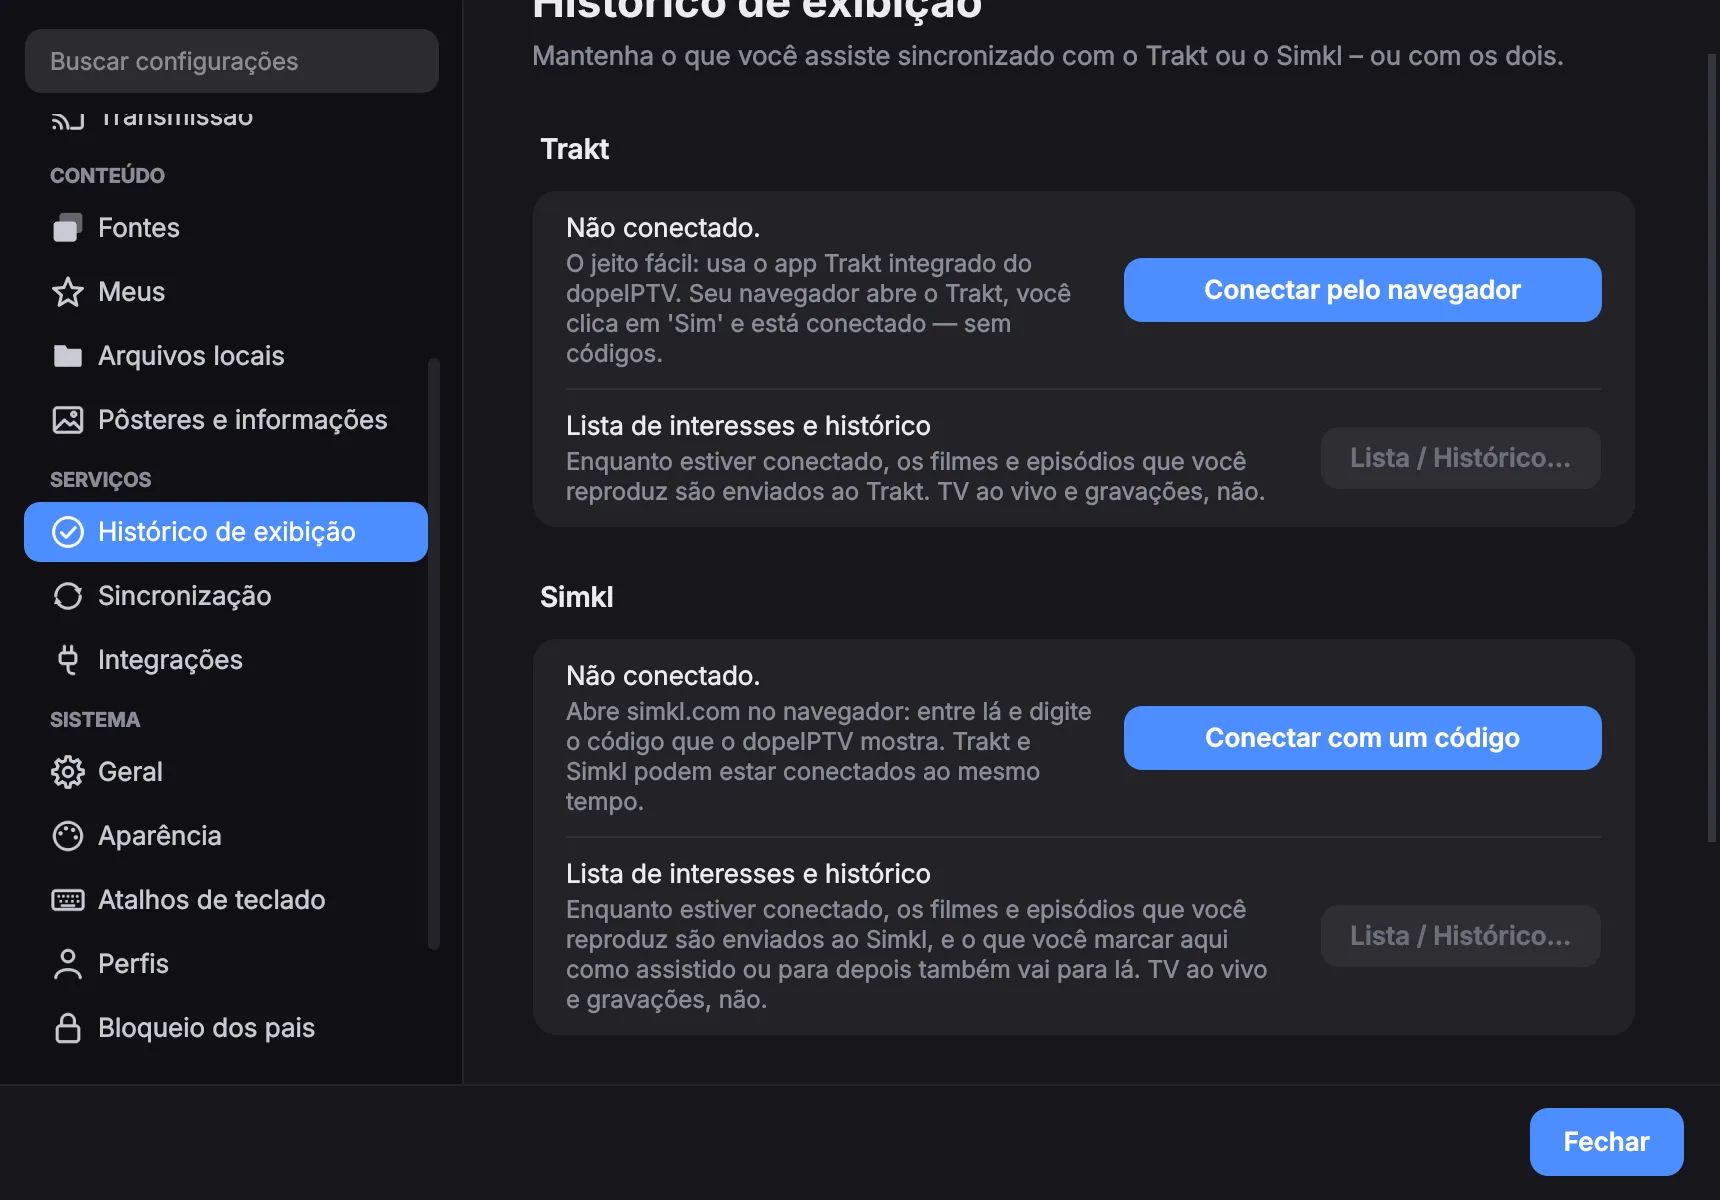 Buscar configurações
Transmissão
CONTEÚDO
Fontes
Meus
Arquivos locais
Pôsteres e informações
SERVIÇOS
Histórico de exibição
Sincronização
Integrações
SISTEMA
Geral
Aparência
Atalhos de teclado
Perfis
Bloqueio dos pais
Histórico de exibição
Mantenha o que você assiste sincronizado com o Trakt ou o Simkl – ou com os dois.
Trakt
Não conectado.
O jeito fácil: usa o app Trakt integrado do
dopeIPTV. Seu navegador abre o Trakt, você
clica em 'Sim' e está conectado — sem
códigos.
Conectar pelo navegador
Lista de interesses e histórico
Enquanto estiver conectado, os filmes e episódios que você
reproduz são enviados ao Trakt. TV ao vivo e gravações, não.
Lista / Histórico...
Simkl
Não conectado.
Abre simkl.com no navegador: entre lá e digite
o código que o dopeIPTV mostra. Trakt e
Simkl podem estar conectados ao mesmo
tempo.
Conectar com um código
Lista de interesses e histórico
Enquanto estiver conectado, os filmes e episódios que você
reproduz são enviados ao Simkl, e o que você marcar aqui
como assistido ou para depois também vai para lá. TV ao vivo
e gravações, não.
Lista / Histórico...
Fechar